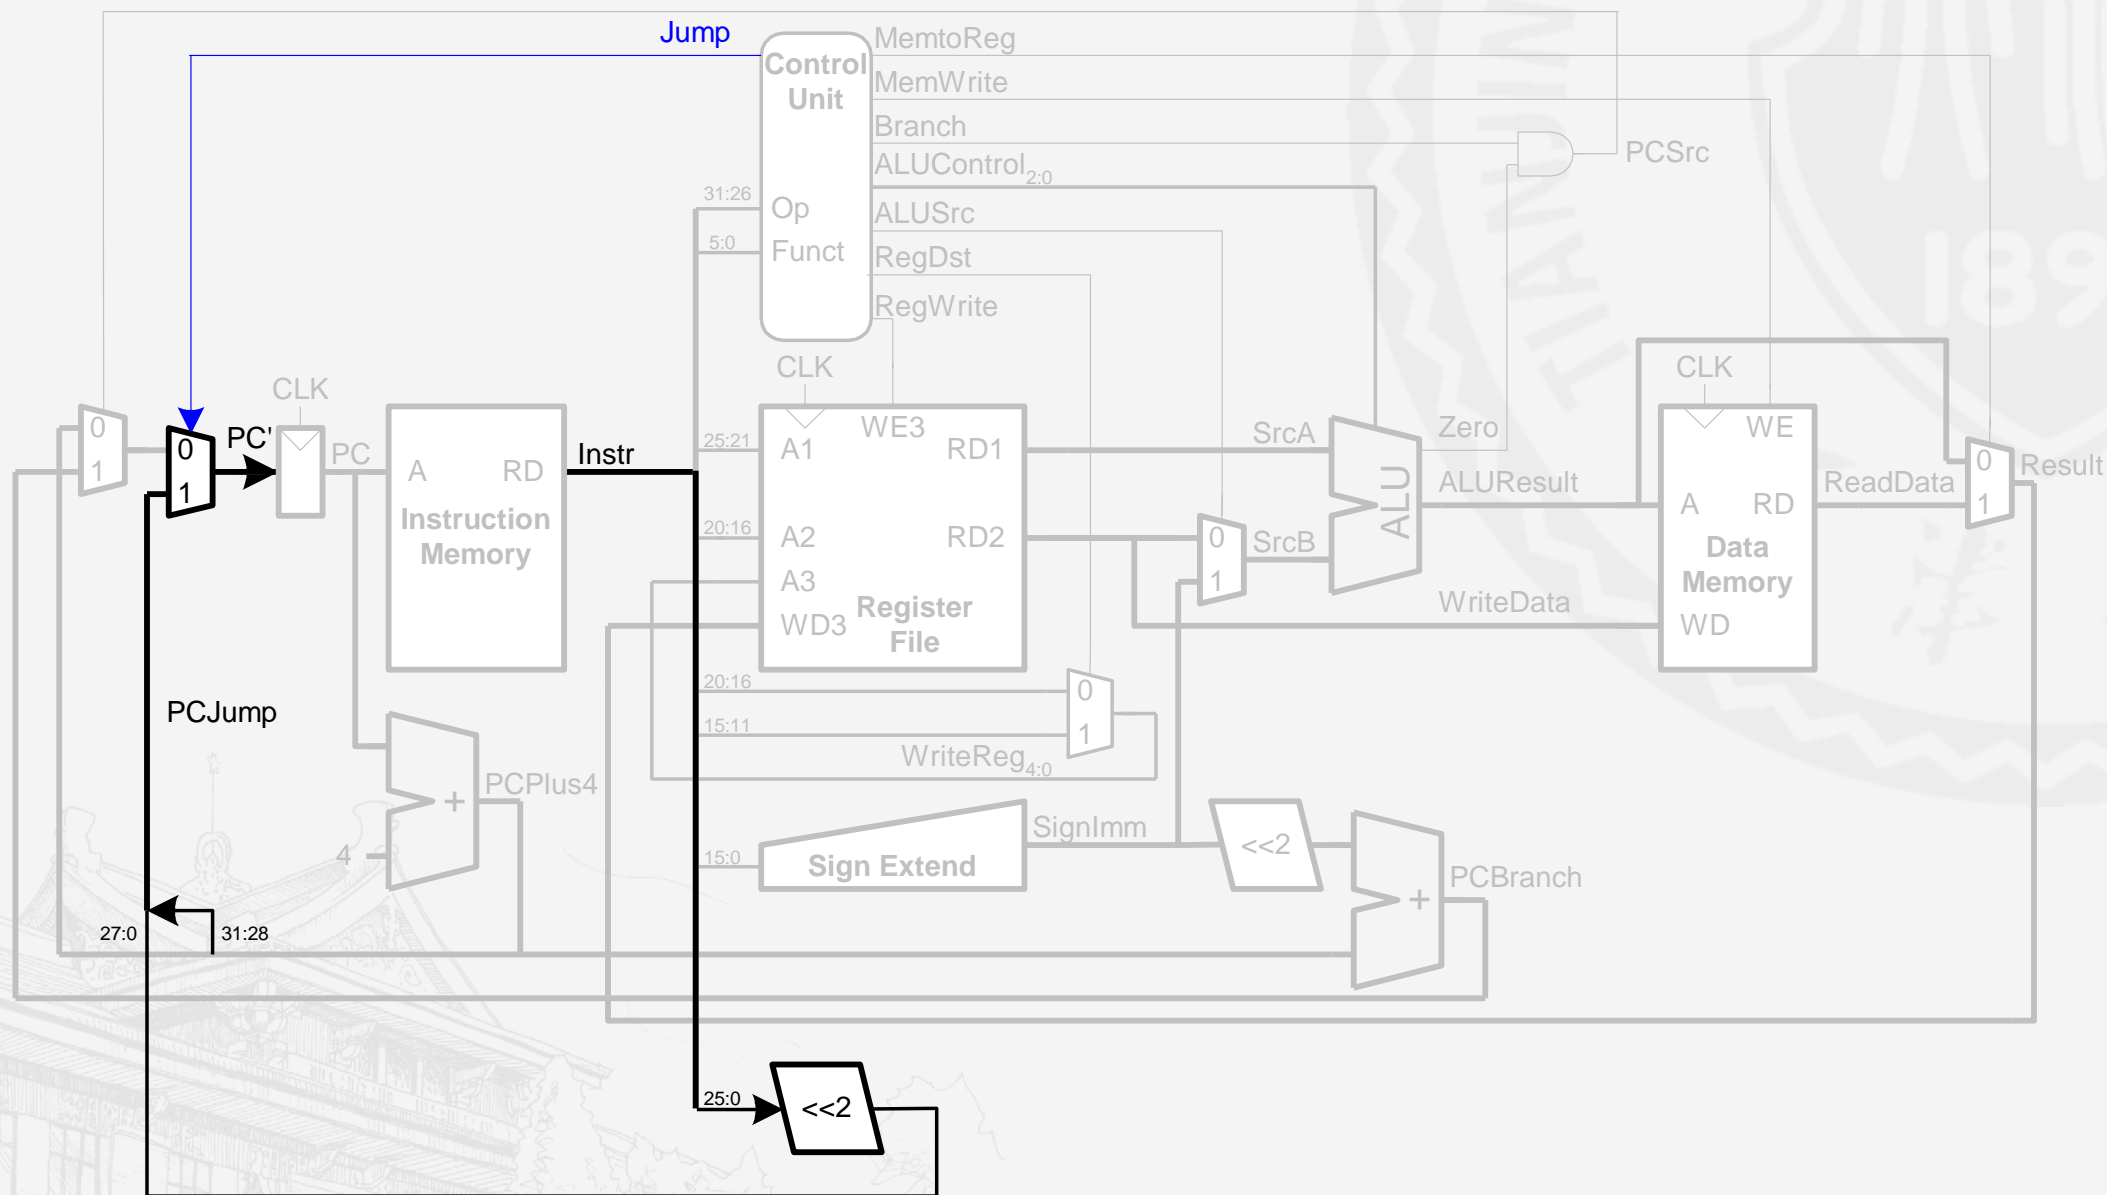 Jump
Control
Unit
MemtoReg
MemWrite
Branch
ALUControl2:0
ALUSrc
RegDst
RegWrite
31:26
Op
5:0
Funct
PCSrc
TIANJIN
189
CLK
CLK
CLK
0
1
0
1
PC'
PC
A
RD
Instruction
Memory
Instr
25:21
A1
WE3
RD1
20:16
A2
RD2
A3
WD3
Register
File
SrcA
0
1
SrcB
ALU
Zero
ALUResult
WriteData
WE
A
RD
Data
Memory
WD
ReadData
0
1
Result
PCJump
20:16
15:11
0
1
WriteReg4:0
4
+
PCPlus4
15:0
Sign Extend
SignImm
<<2
+
PCBranch
27:0
31:28
25:0
<<2